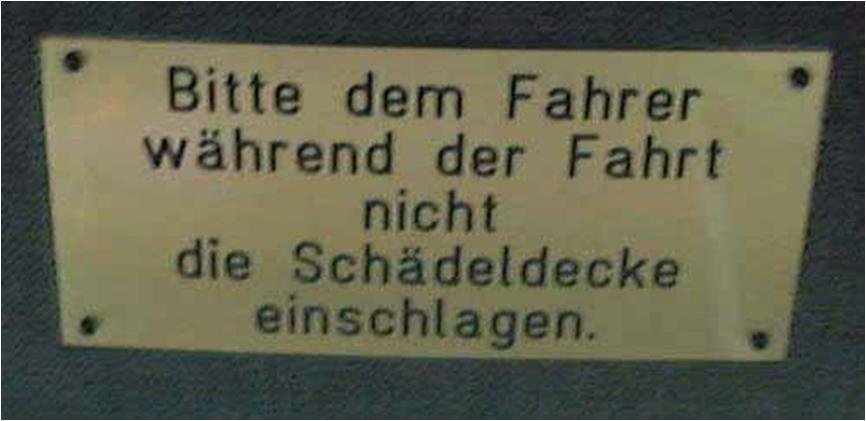 Bitte dem Fahrer
während der Fahrt
nicht
die Schädeldecke
einschlagen.